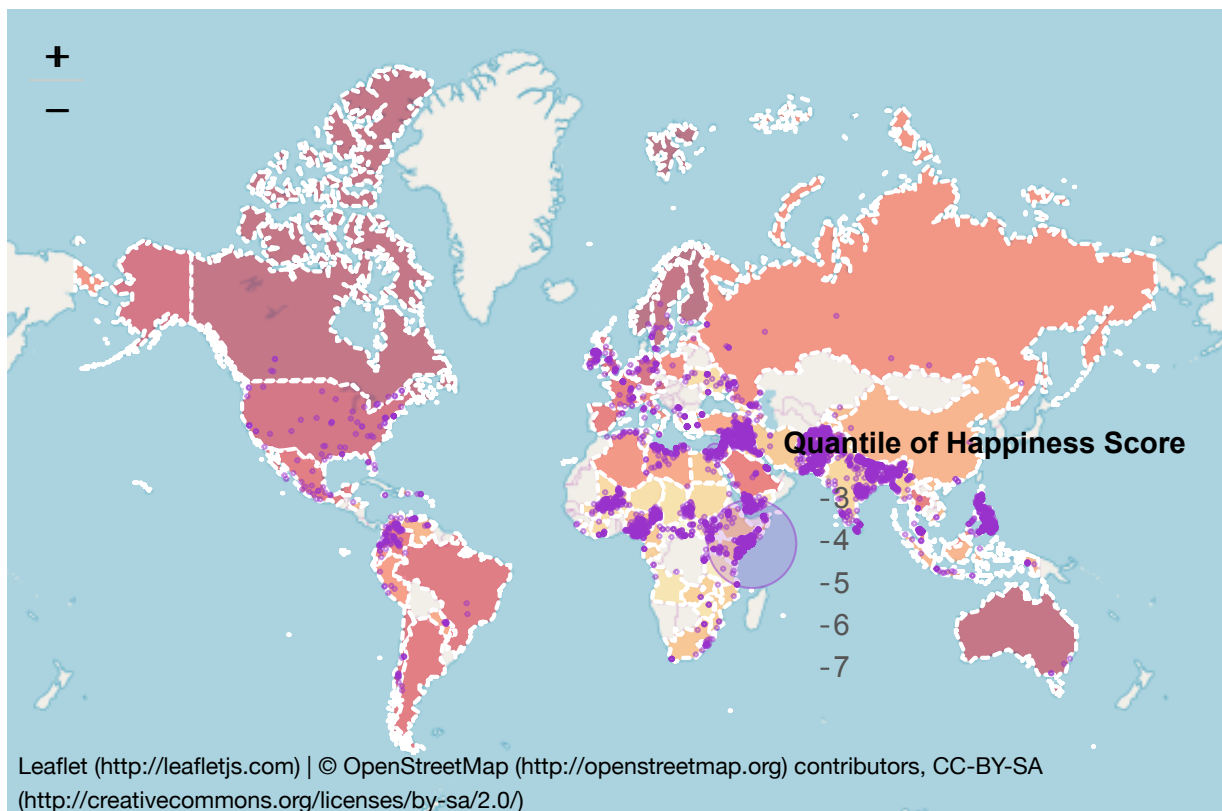 +
−
Quantile of Happiness Score
-3
-4
-5
-6
-7
Leaflet (http://leafletjs.com) | © OpenStreetMap (http://openstreetmap.org) contributors, CC-BY-SA
(http://creativecommons.org/licenses/by-sa/2.0/)